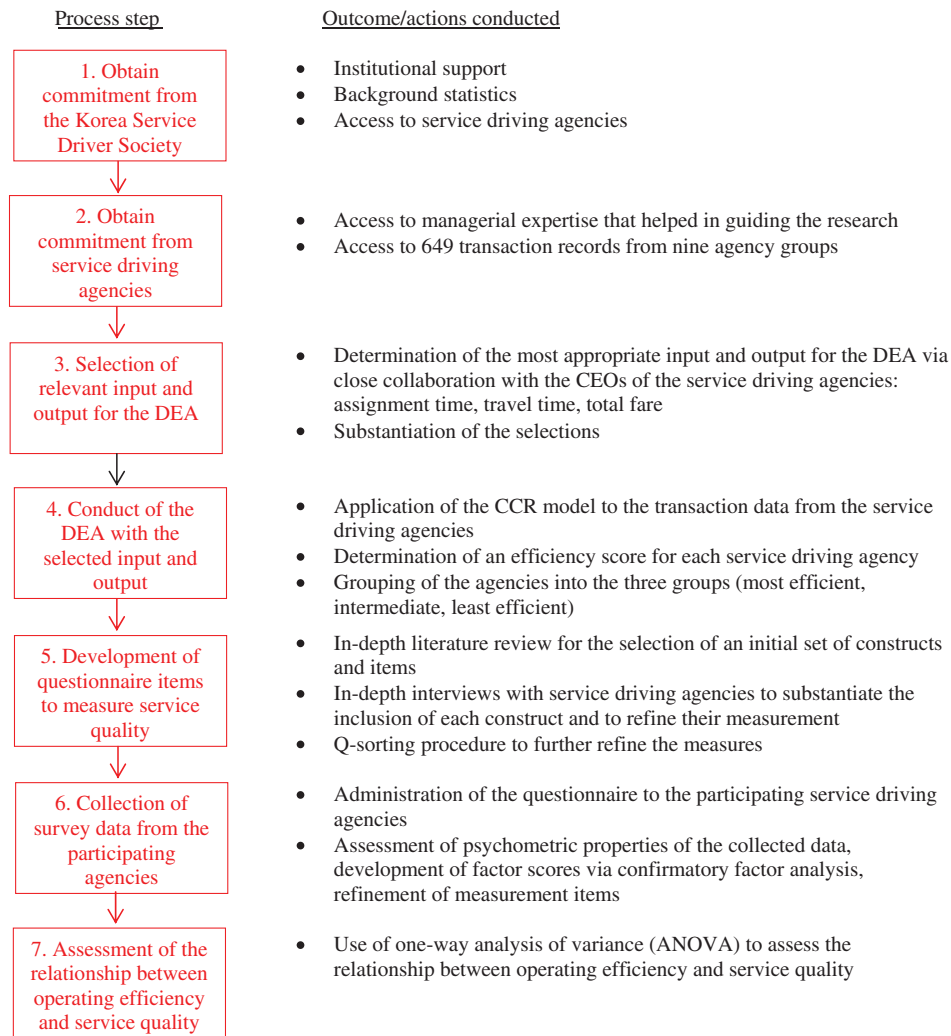 Process step
Outcome/actions conducted
1. Obtain
commitment from
the Korea Service
Driver Society
• Institutional support
• Background statistics
• Access to service driving agencies
2. Obtain
commitment from
service driving
agencies
• Access to managerial expertise that helped in guiding the research
• Access to 649 transaction records from nine agency groups
3. Selection of
relevant input and
output for the DEA
• Determination of the most appropriate input and output for the DEA via
close collaboration with the CEOs of the service driving agencies:
assignment time, travel time, total fare
• Substantiation of the selections
4. Conduct of the
DEA with the
selected input and
output
• Application of the CCR model to the transaction data from the service
driving agencies
• Determination of an efficiency score for each service driving agency
• Grouping of the agencies into the three groups (most efficient,
intermediate, least efficient)
5. Development of
questionnaire items
to measure service
quality
• In-depth literature review for the selection of an initial set of constructs
and items
• In-depth interviews with service driving agencies to substantiate the
inclusion of each construct and to refine their measurement
• Q-sorting procedure to further refine the measures
6. Collection of
survey data from the
participating
agencies
• Administration of the questionnaire to the participating service driving
agencies
• Assessment of psychometric properties of the collected data,
development of factor scores via confirmatory factor analysis,
refinement of measurement items
7. Assessment of the
relationship between
operating efficiency
and service quality
• Use of one-way analysis of variance (ANOVA) to assess the
relationship between operating efficiency and service quality